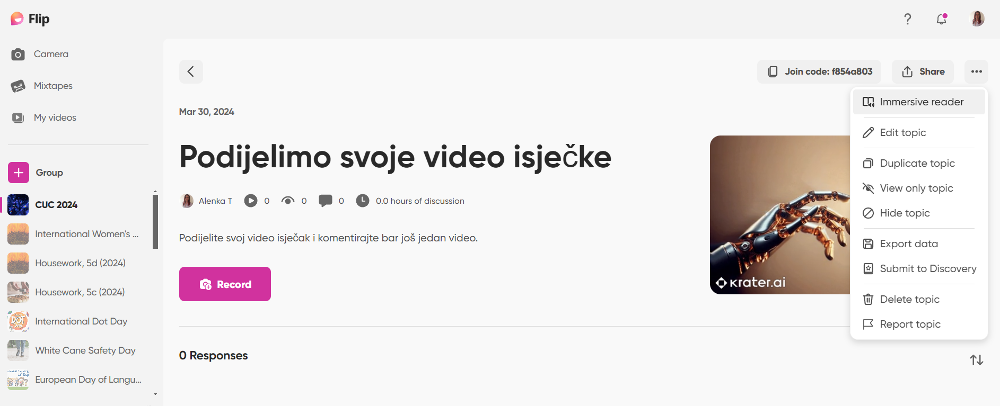 Flip
Camera
Mixtapes
My videos
Group
CUC 2024
International Women's ...
Housework, 5d (2024)
Housework, 5c (2024)
International Dot Day
White Cane Safety Day
European Day of Langu...
Join code: f854a803
Share
Mar 30, 2024
Podijelimo svoje video isječke
Alenka T 0 0 0 0.0 hours of discussion
Podijelite svoj video isječak i komentirajte bar još jedan video.
Record
krater.ai
0 Responses
Immersive reader
Edit topic
Duplicate topic
View only topic
Hide topic
Export data
Submit to Discovery
Delete topic
Report topic